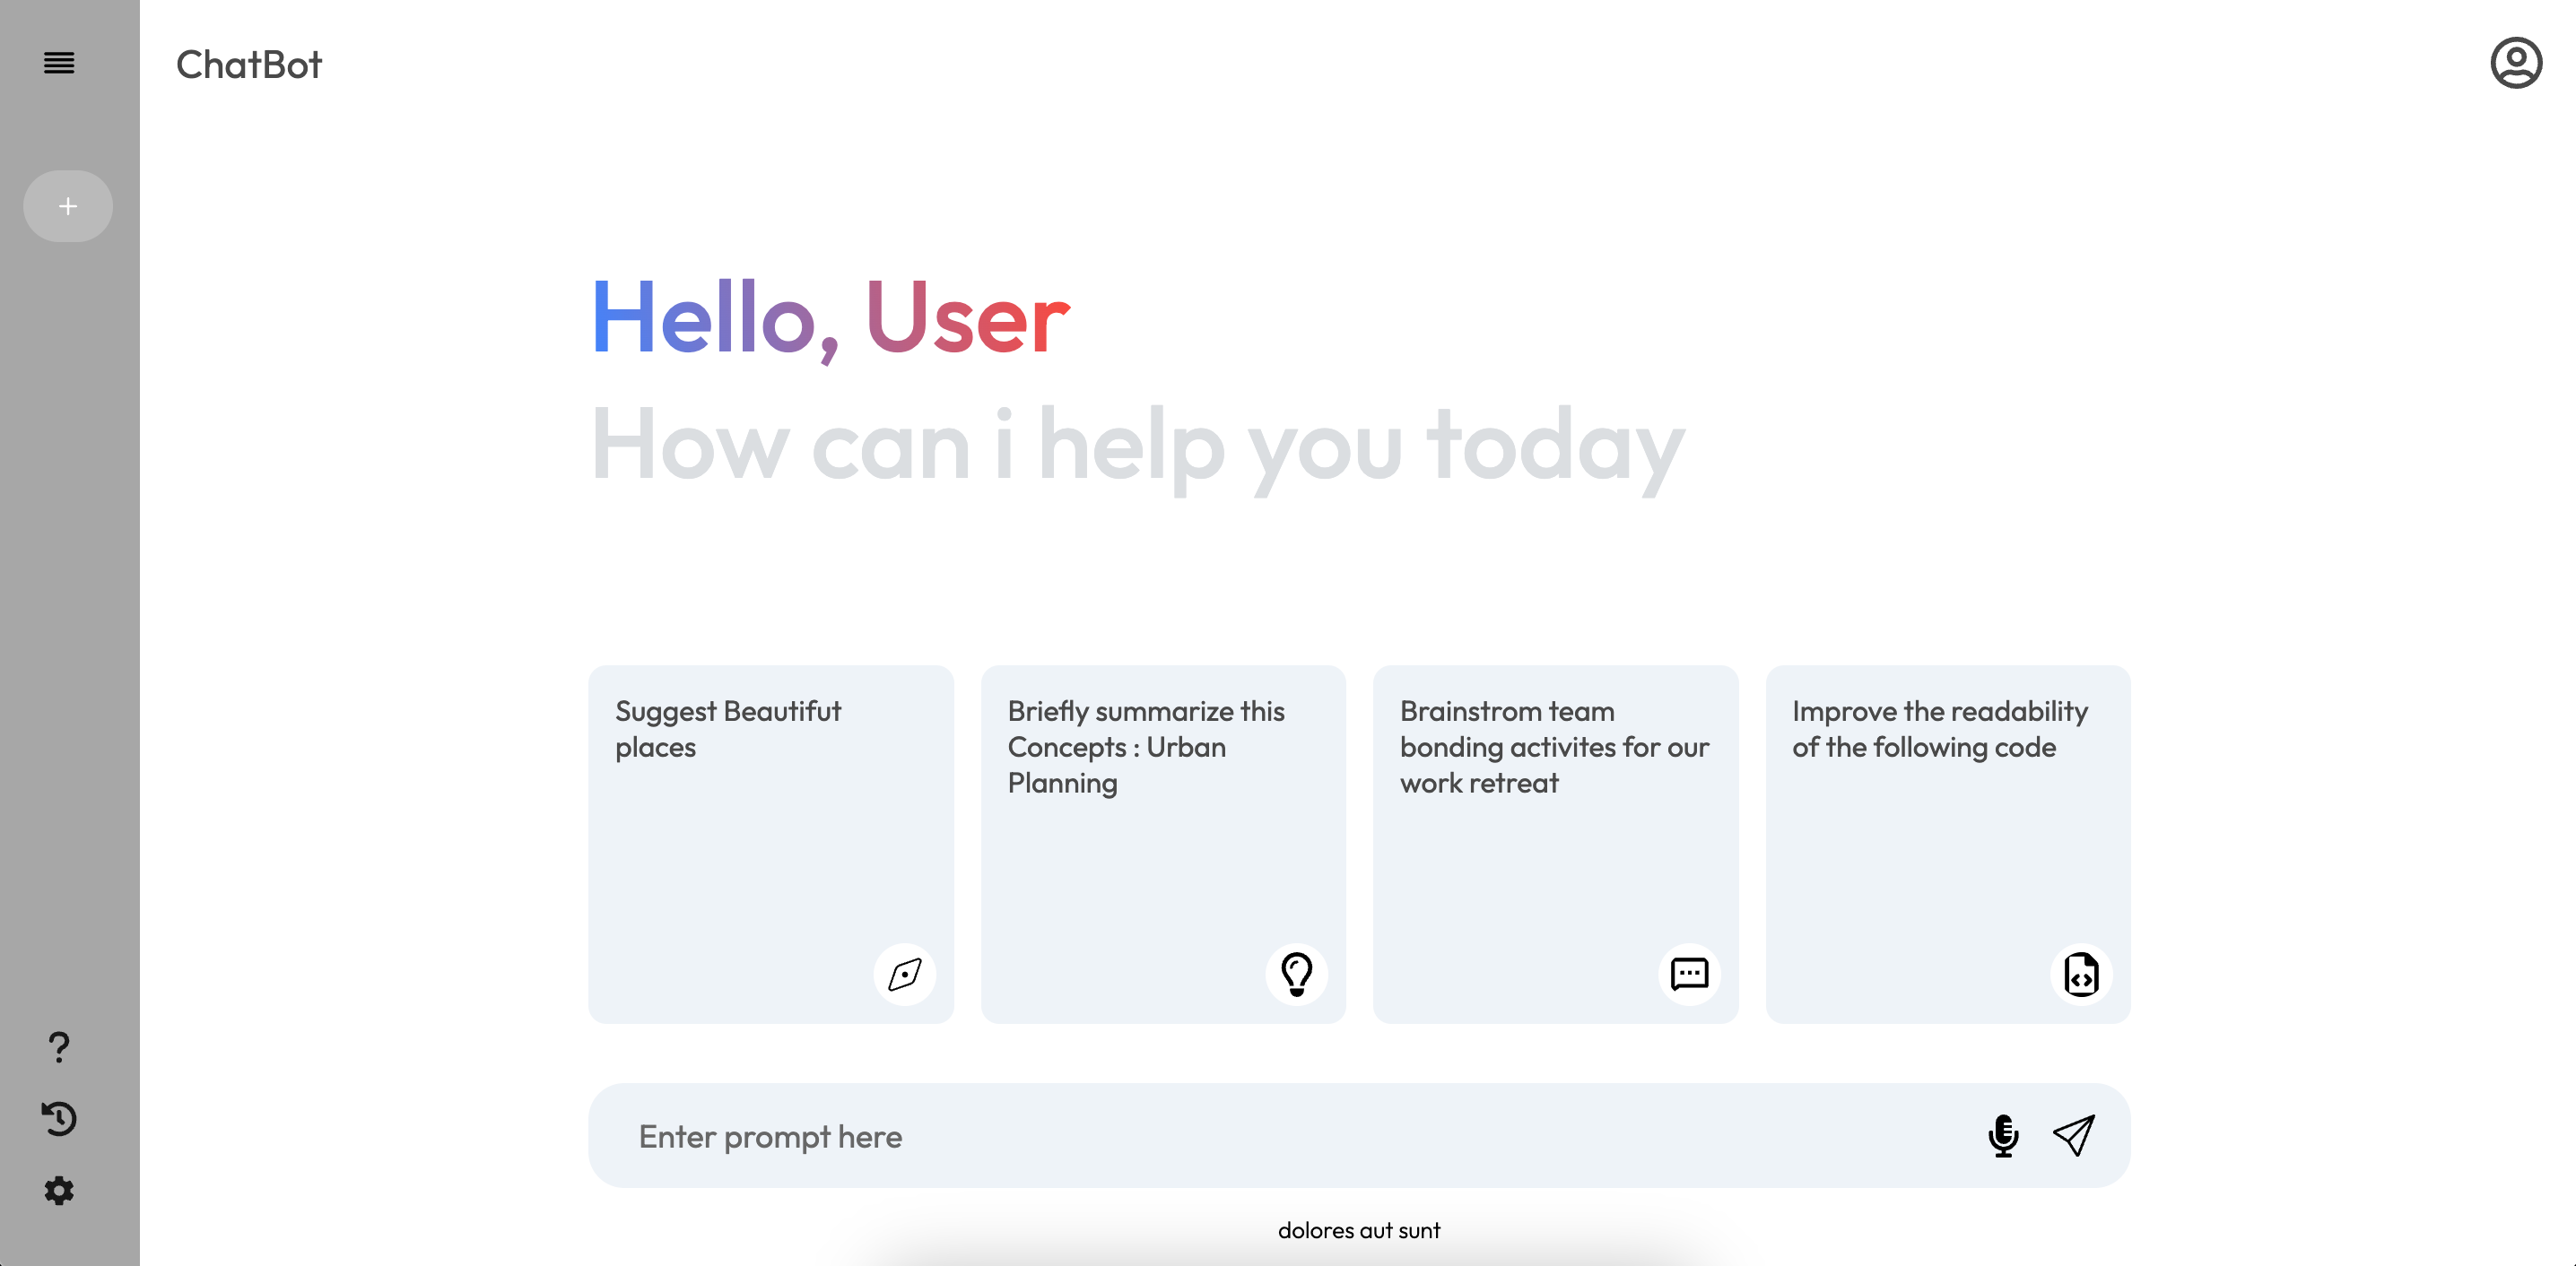 ChatBot
Hello, User
How can i help you today
Suggest Beautifut
places
Briefly summarize this
Concepts : Urban
Planning
Brainstrom team
bonding activites for our
work retreat
Improve the readability
of the following code
Enter prompt here
dolores aut sunt